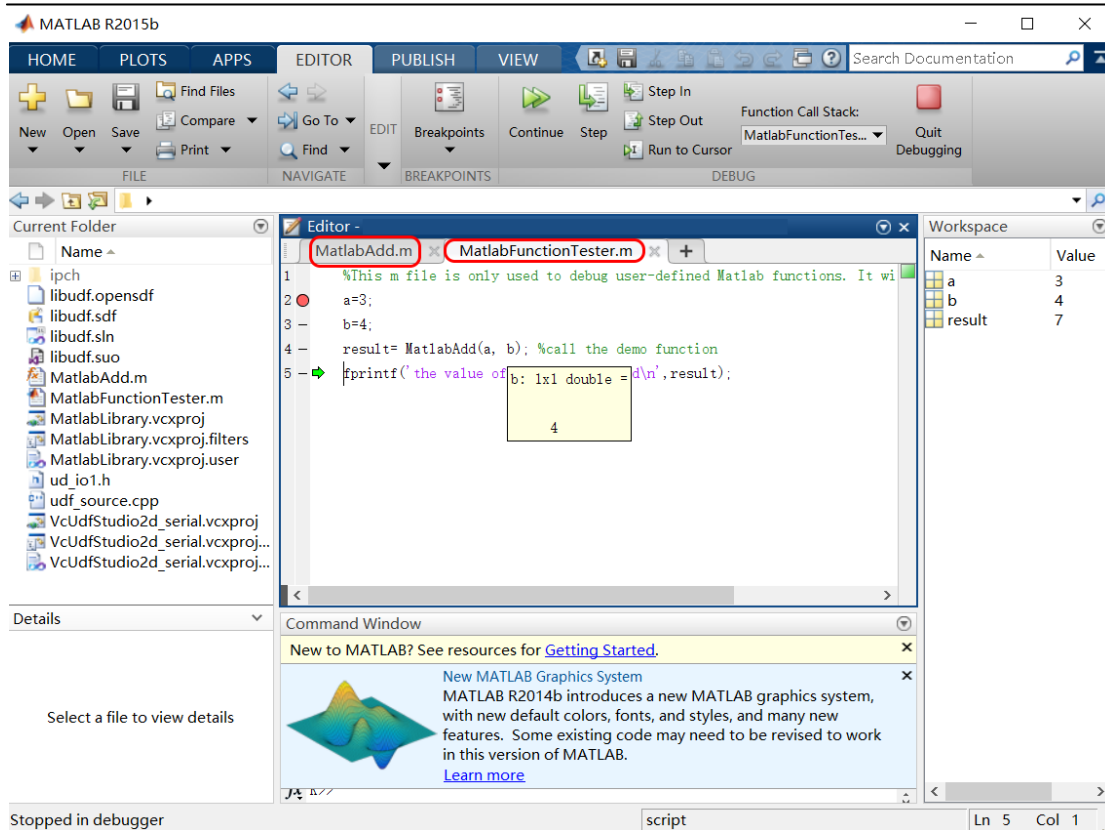 MATLAB R2015b
HOME PLOTS APPS EDITOR PUBLISH VIEW Search Documentation
New Open Save
Find Files
Compare
Print
FILE
Go To
Find
NAVIGATE
EDIT
Breakpoints
BREAKPOINTS
Continue Step
Step In
Step Out
Run to Cursor
Function Call Stack:
MatlabFunctionTes...
Quit
Debugging
DEBUG
Current Folder
Name
ipch
libudf.opensdf
libudf.sdf
libudf.sln
libudf.suo
MatlabAdd.m
MatlabFunctionTester.m
MatlabLibrary.vcxproj
MatlabLibrary.vcxproj.filters
MatlabLibrary.vcxproj.user
ud_io1.h
udf_source.cpp
VcUdfStudio2d_serial.vcxproj
VcUdfStudio2d_serial.vcxproj...
VcUdfStudio2d_serial.vcxproj...
Details
Select a file to view details
Editor -
MatlabAdd.m MatlabFunctionTester.m
1 %This m file is only used to debug user-defined Matlab functions. It wi
2 a=3;
3 – b=4;
4 – result= MatlabAdd(a, b); %call the demo function
5 – fprintf('the value of d\n',result);
b: 1x1 double =
4
Command Window
New to MATLAB? See resources for Getting Started.
New MATLAB Graphics System
MATLAB R2014b introduces a new MATLAB graphics system,
with new default colors, fonts, and styles, and many new
features. Some existing code may need to be revised to work
in this version of MATLAB.
Learn more
Workspace
Name Value
a 3
b 4
result 7
Stopped in debugger script Ln 5 Col 1